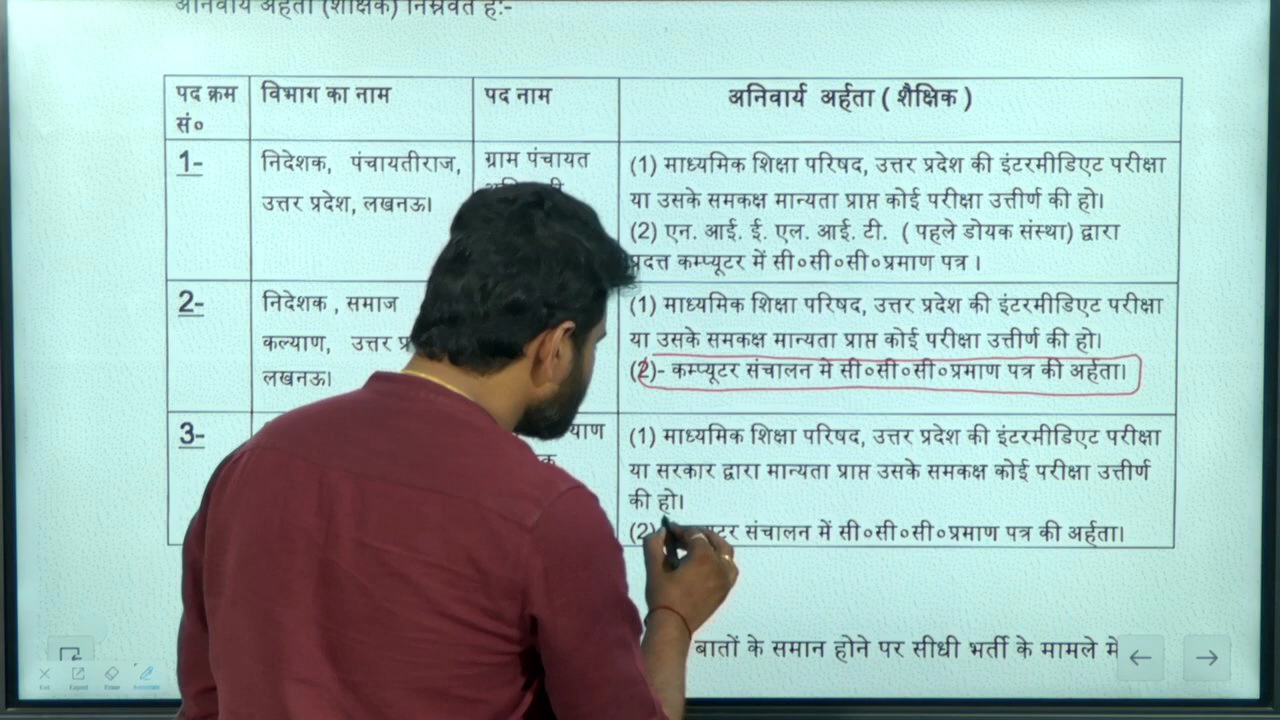 अनिवार्य अर्हता (शैक्षिक) निम्नवत है:-
पद क्रम सं०
विभाग का नाम
पद नाम
अनिवार्य अर्हता ( शैक्षिक )
1-
निदेशक, पंचायतीराज,
उत्तर प्रदेश, लखनऊ।
ग्राम पंचायत
(1) माध्यमिक शिक्षा परिषद, उत्तर प्रदेश की इंटरमीडिएट परीक्षा
या उसके समकक्ष मान्यता प्राप्त कोई परीक्षा उत्तीर्ण की हो।
(2) एन. आई. ई. एल. आई. टी. ( पहले डोयक संस्था) द्वारा
प्रदत्त कम्प्यूटर में सी०सी०सी०प्रमाण पत्र ।
2-
निदेशक , समाज
कल्याण, उत्तर
लखनऊ।
(1) माध्यमिक शिक्षा परिषद, उत्तर प्रदेश की इंटरमीडिएट परीक्षा
या उसके समकक्ष मान्यता प्राप्त कोई परीक्षा उत्तीर्ण की हो।
(2)- कम्प्यूटर संचालन मे सी०सी०सी०प्रमाण पत्र की अर्हता।
3-
(1) माध्यमिक शिक्षा परिषद, उत्तर प्रदेश की इंटरमीडिएट परीक्षा
या सरकार द्वारा मान्यता प्राप्त उसके समकक्ष कोई परीक्षा उत्तीर्ण
की हो।
(2) संचालन में सी०सी०सी०प्रमाण पत्र की अर्हता।
बातों के समान होने पर सीधी भर्ती के मामले में
Exit Export Erase Annotate